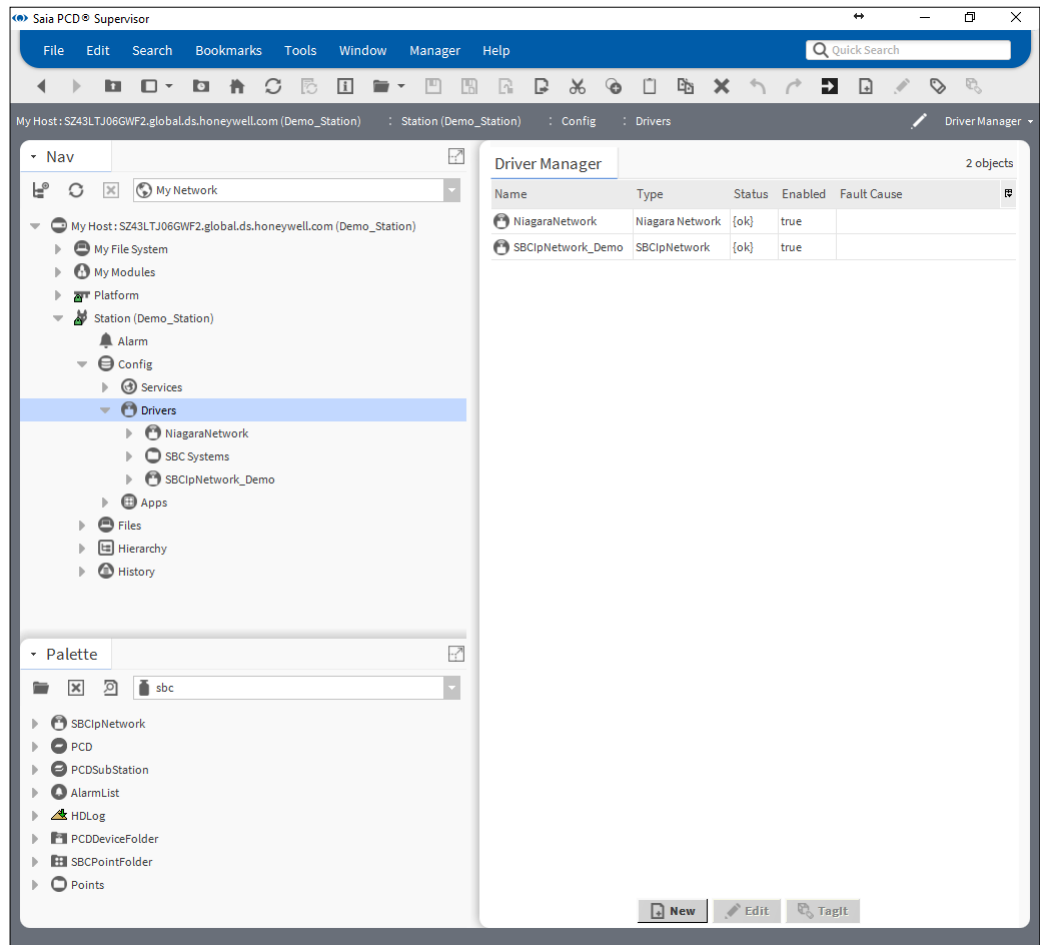 Saia PCD® Supervisor
File Edit Search Bookmarks Tools Window Manager Help
Quick Search
My Host : SZ43LTJ06GWF2.global.ds.honeywell.com (Demo_Station) : Station (Demo_Station) : Config : Drivers
Driver Manager
Nav
My Network
My Host : SZ43LTJ06GWF2.global.ds.honeywell.com (Demo_Station)
My File System
My Modules
Platform
Station (Demo_Station)
Alarm
Config
Services
Drivers
NiagaraNetwork
SBC Systems
SBCIpNetwork_Demo
Apps
Files
Hierarchy
History
Palette
sbc
SBCIpNetwork
PCD
PCDSubStation
AlarmList
HDLog
PCDDeviceFolder
SBCPointFolder
Points
Driver Manager 2 objects
Name Type Status Enabled Fault Cause
NiagaraNetwork Niagara Network {ok} true
SBCIpNetwork_Demo SBCIpNetwork {ok} true
New Edit TagIt